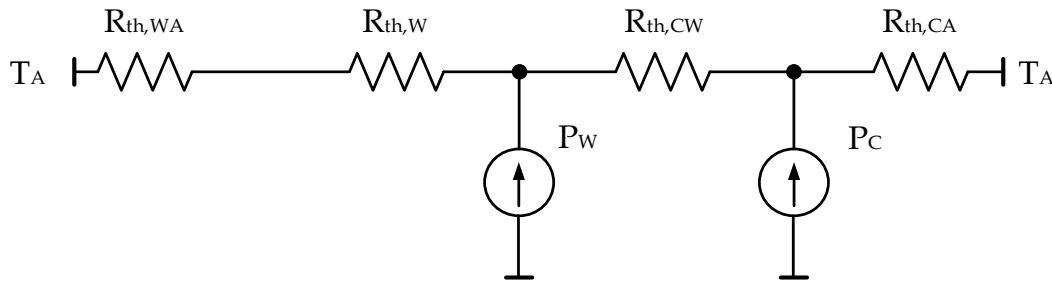 Rth,WA
Rth,W
Rth,CW
Rth,CA
TA
TA
PW
PC